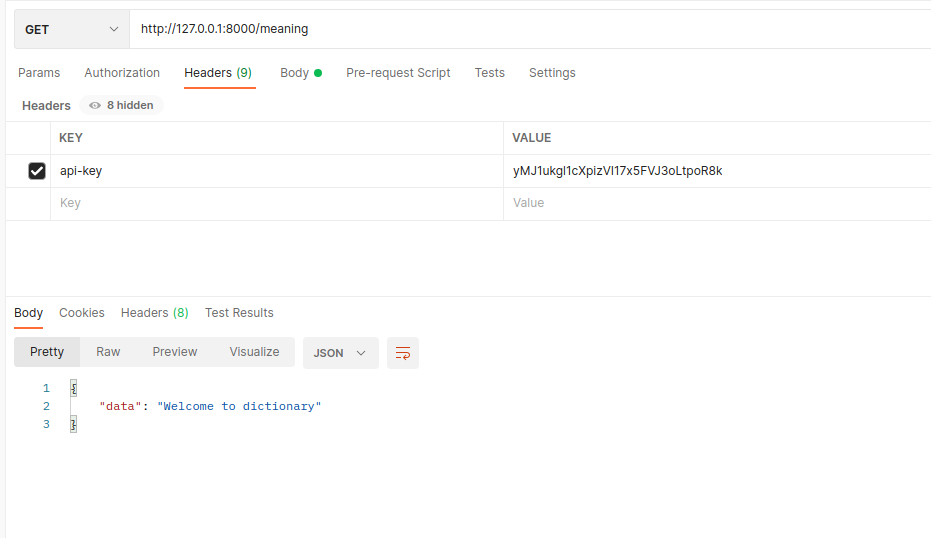 GET http://127.0.0.1:8000/meaning
Params Authorization Headers (9) Body Pre-request Script Tests Settings
Headers 8 hidden
KEY VALUE
api-key yMJ1ukgl1cXpizVI17x5FVJ3oLtpoR8k
Key Value
Body Cookies Headers (8) Test Results
Pretty Raw Preview Visualize JSON
1 {
2 "data": "Welcome to dictionary"
3 }